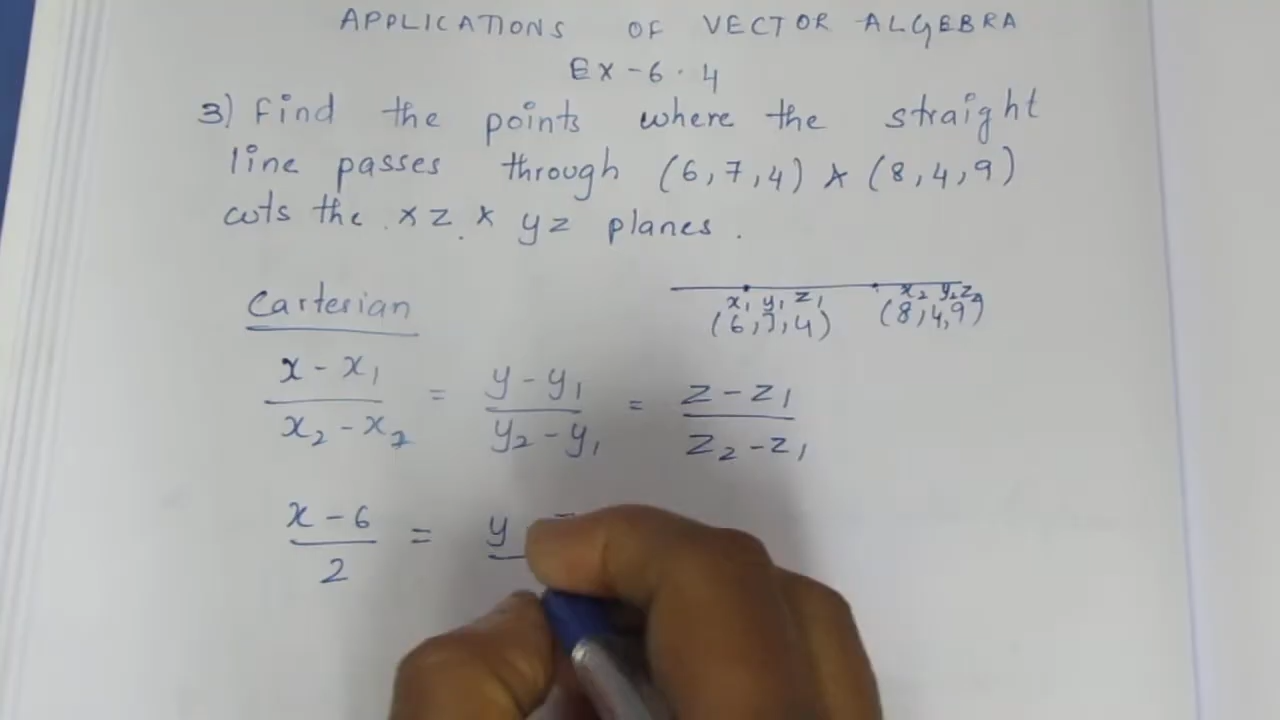 APPLICATIONS OF VECTOR ALGEBRA
EX-6.4
3) Find the points where the straight
line passes through (6,7,4) & (8,4,9)
cuts the xz & yz planes.
Carterian
x₁ y₁ z₁ x₂ y₂ z₂
(6,7,4) (8,4,9)
x - x₁ = y - y₁ = z - z₁
x₂ - x₂ y₂ - y₁ z₂ - z₁
x - 6 = y
2